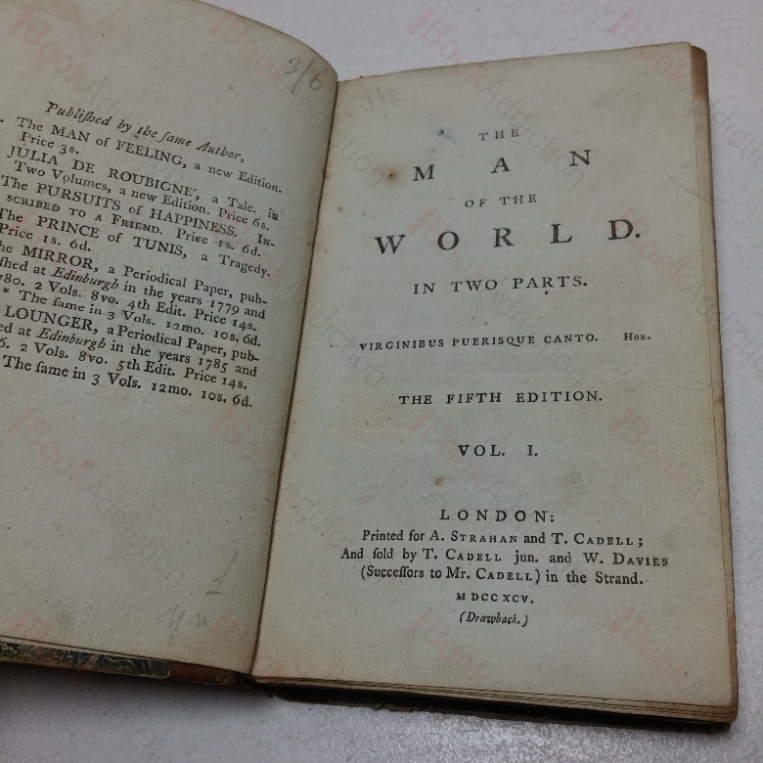 3/6
Publiſhed by the ſame Author,
The MAN of FEELING, a new Edition.
Price 3s.
JULIA DE ROUBIGNE', a Tale. in
Two Volumes, a new Edition. Price 6s.
The PURSUITS of HAPPINESS. IN-
SCRIBED TO A FRIEND. Price 1s. 6d.
The PRINCE of TUNIS, a Tragedy.
Price 1s. 6d.
he MIRROR, a Periodical Paper, pub-
ſhed at Edinburgh in the years 1779 and
780. 2 Vols. 8vo. 4th Edit. Price 14s.
* The ſame in 3 Vols. 12mo. 10s. 6d.
LOUNGER, a Periodical Paper, pub-
ed at Edinburgh in the years 1785 and
6. 2 Vols. 8vo. 5th Edit. Price 14s.
The ſame in 3 Vols. 12mo. 10s. 6d.
THE
MAN
OF THE
WORLD.
IN TWO PARTS.
VIRGINIBUS PUERISQUE CANTO. HOR.
THE FIFTH EDITION.
VOL. I.
LONDON:
Printed for A. STRAHAN and T. CADELL;
And ſold by T. CADELL jun. and W. DAVIES
(Succeſſors to Mr. CADELL) in the Strand.
M DCC XCV.
(Drawback.)